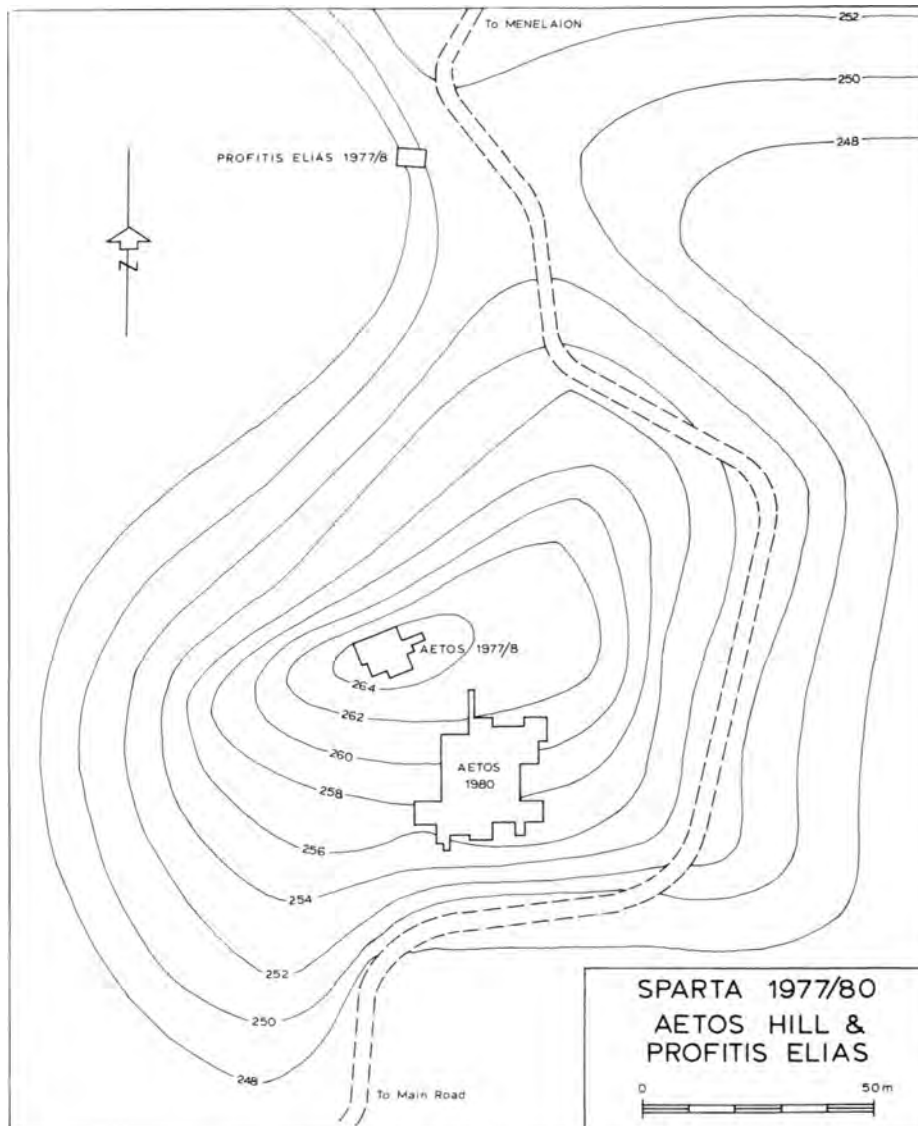 To MENELAION
252
250
248
PROFITIS ELIAS 1977/8
N
AETOS 1977/8
264
262
260
AETOS
1980
258
256
254
252
250
248
To Main Road
SPARTA 1977/80
AETOS HILL &
PROFITIS ELIAS
0 50m